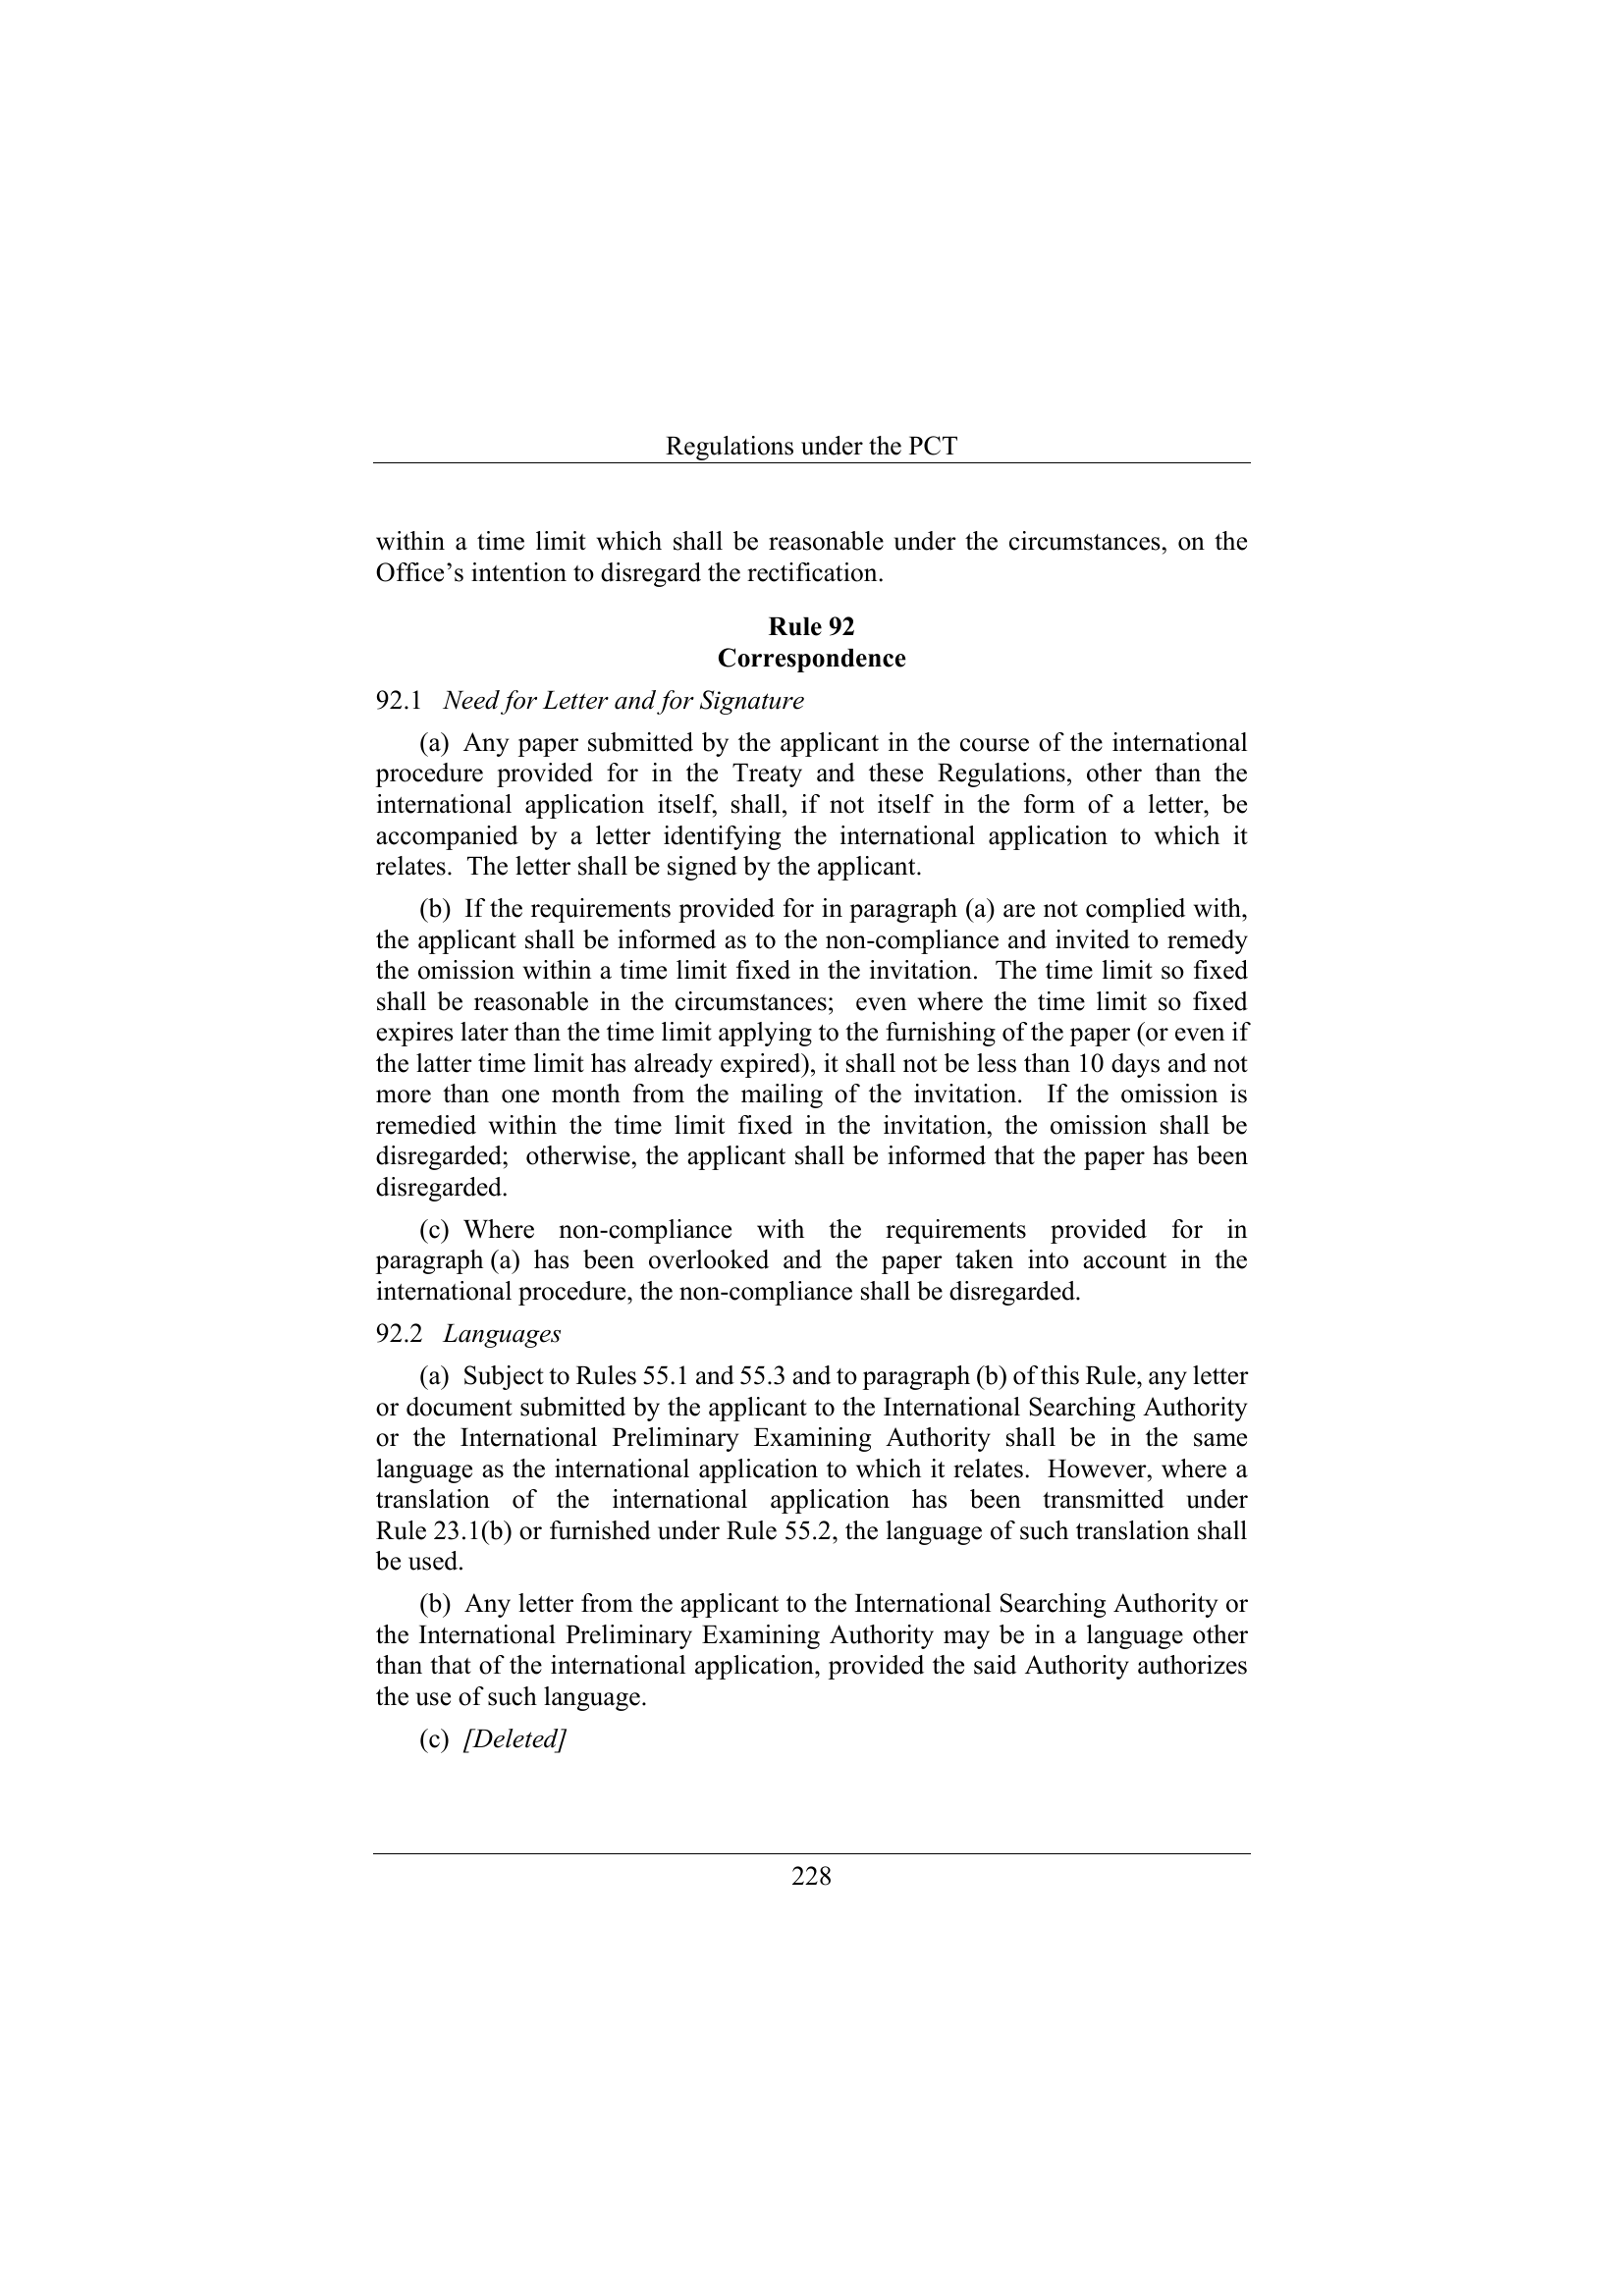 Regulations under the PCT
within a time limit which shall be reasonable under the circumstances, on the
Office’s intention to disregard the rectification.
Rule 92
Correspondence
92.1 Need for Letter and for Signature
(a) Any paper submitted by the applicant in the course of the international
procedure provided for in the Treaty and these Regulations, other than the
international application itself, shall, if not itself in the form of a letter, be
accompanied by a letter identifying the international application to which it
relates. The letter shall be signed by the applicant.
(b) If the requirements provided for in paragraph (a) are not complied with,
the applicant shall be informed as to the non-compliance and invited to remedy
the omission within a time limit fixed in the invitation. The time limit so fixed
shall be reasonable in the circumstances; even where the time limit so fixed
expires later than the time limit applying to the furnishing of the paper (or even if
the latter time limit has already expired), it shall not be less than 10 days and not
more than one month from the mailing of the invitation. If the omission is
remedied within the time limit fixed in the invitation, the omission shall be
disregarded; otherwise, the applicant shall be informed that the paper has been
disregarded.
(c) Where non-compliance with the requirements provided for in
paragraph (a) has been overlooked and the paper taken into account in the
international procedure, the non-compliance shall be disregarded.
92.2 Languages
(a) Subject to Rules 55.1 and 55.3 and to paragraph (b) of this Rule, any letter
or document submitted by the applicant to the International Searching Authority
or the International Preliminary Examining Authority shall be in the same
language as the international application to which it relates. However, where a
translation of the international application has been transmitted under
Rule 23.1(b) or furnished under Rule 55.2, the language of such translation shall
be used.
(b) Any letter from the applicant to the International Searching Authority or
the International Preliminary Examining Authority may be in a language other
than that of the international application, provided the said Authority authorizes
the use of such language.
(c) [Deleted]
228